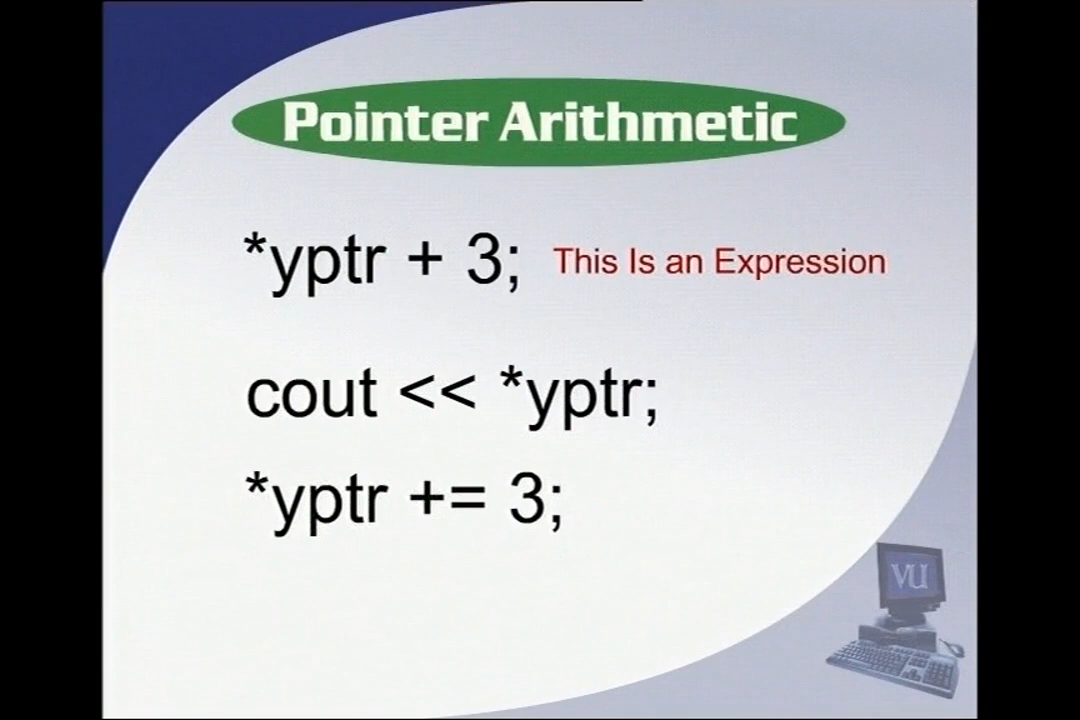 Pointer Arithmetic
*yptr + 3; This Is an Expression
cout << *yptr;
*yptr += 3;
VU